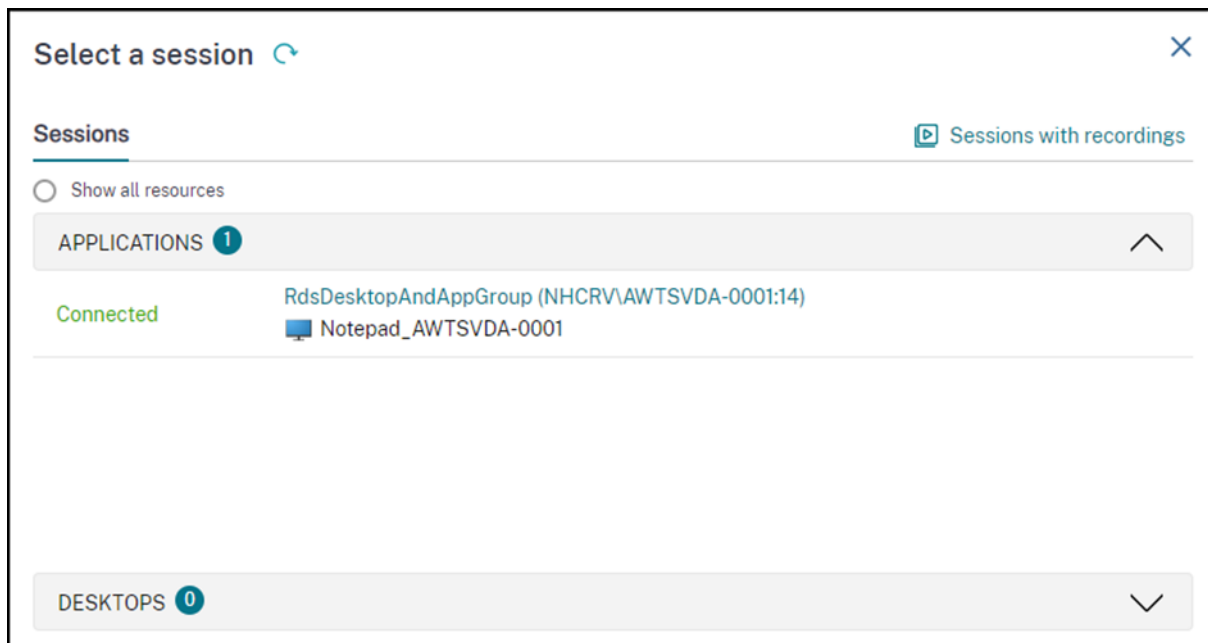 Select a session
Sessions
Sessions with recordings
Show all resources
APPLICATIONS 1
Connected
RdsDesktopAndAppGroup (NHCRV\AWTSVDA-0001:14)
Notepad_AWTSVDA-0001
DESKTOPS 0